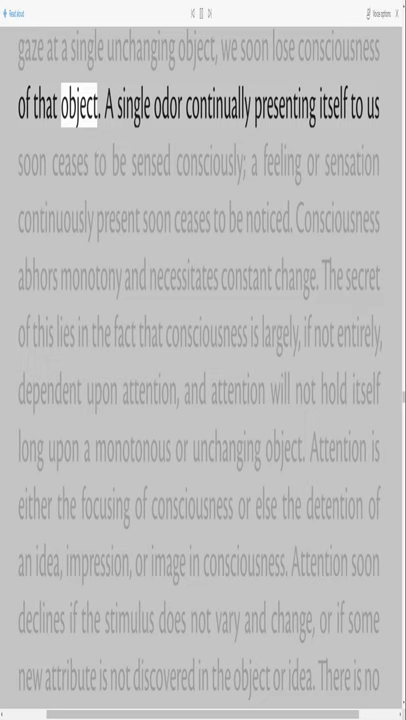 Read aloud
Voice options
gaze at a single unchanging object, we soon lose consciousness
of that object. A single odor continually presenting itself to us
soon ceases to be sensed consciously; a feeling or sensation
continuously present soon ceases to be noticed. Consciousness
abhors monotony and necessitates constant change. The secret
of this lies in the fact that consciousness is largely, if not entirely,
dependent upon attention, and attention will not hold itself
long upon a monotonous or unchanging object. Attention is
either the focusing of consciousness or else the detention of
an idea, impression, or image in consciousness. Attention soon
declines if the stimulus does not vary and change, or if some
new attribute is not discovered in the object or idea. There is no